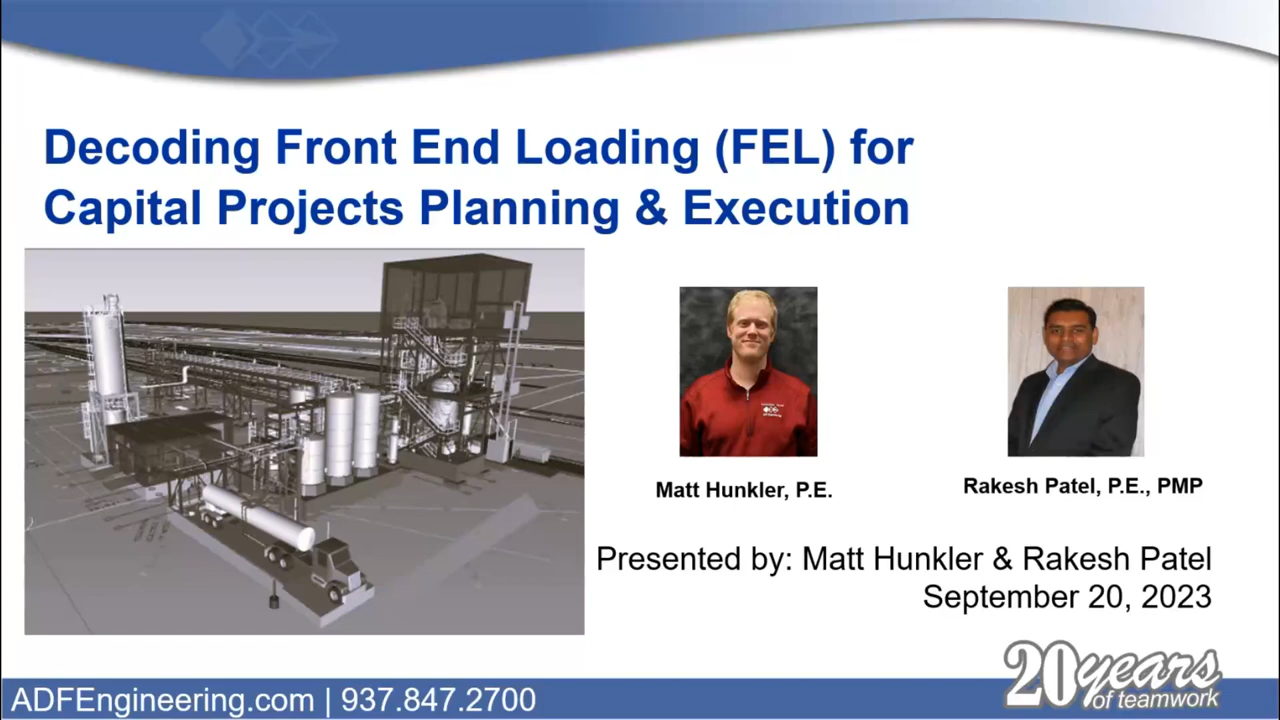 Decoding Front End Loading (FEL) for
Capital Projects Planning & Execution
Matt Hunkler, P.E.
Rakesh Patel, P.E., PMP
Presented by: Matt Hunkler & Rakesh Patel
September 20, 2023
20 years
of teamwork
ADFEngineering.com | 937.847.2700